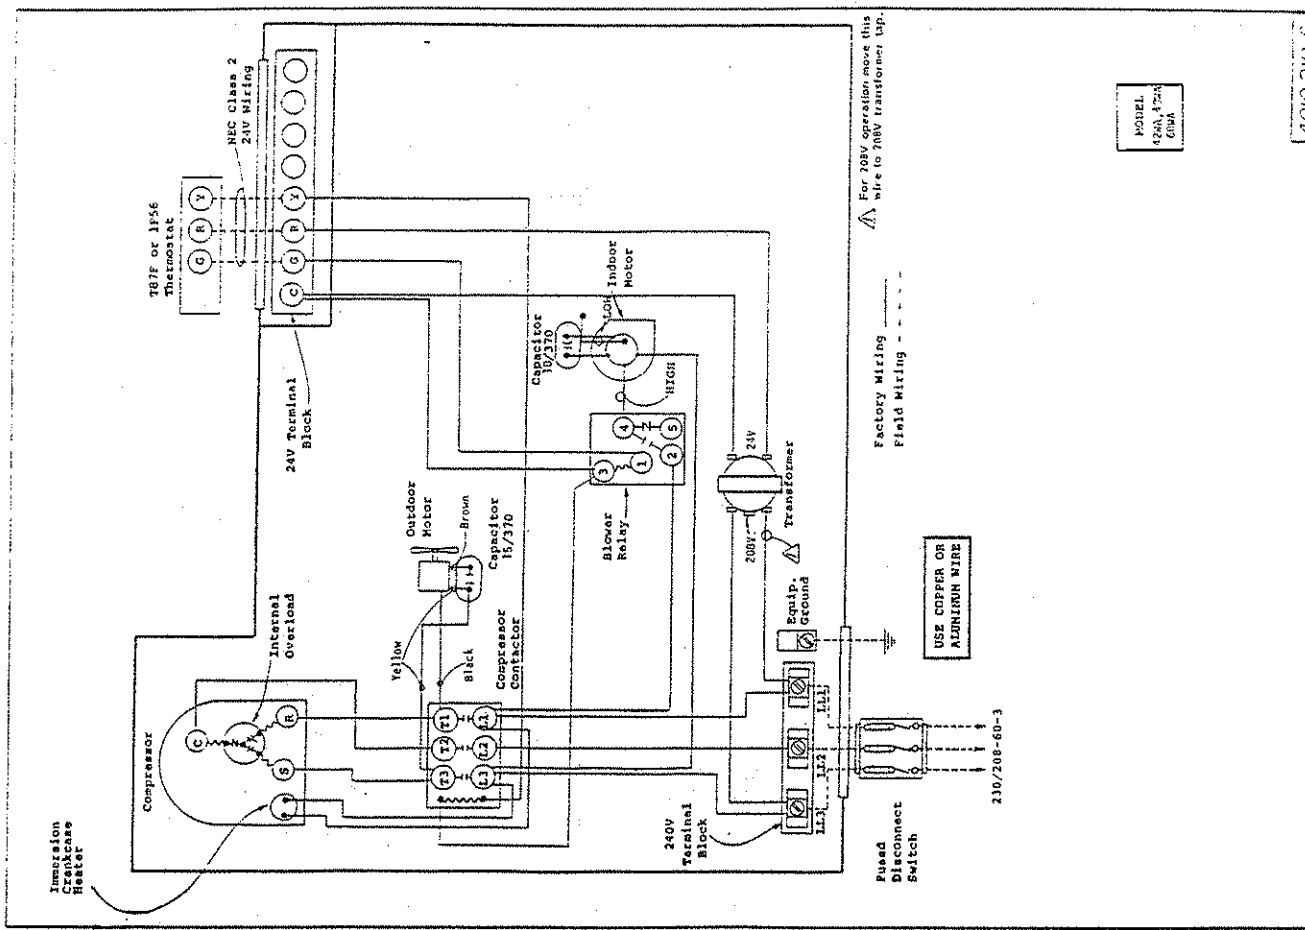 T87F or 1F56
Thermostat
G
R
Y
NEC Class 2
24V Wiring
C
G
R
Y
24V Terminal
Block
Immersion
Crankcase
Heater
Compressor
Internal
Overload
C
S
R
Outdoor
Motor
Brown
Capacitor
15/370
Yellow
Black
Compressor
Contactor
T3
T2
T1
L3
L2
L1
Capacitor
10/370
LOW
Indoor
Motor
HIGH
Blower
Relay
3
4
1
2
5
24V
208V
Transformer
Equip.
Ground
240V
Terminal
Block
LL3
LL2
LL1
Fused
Disconnect
Switch
230/208-60-3
Factory Wiring
Field Wiring
USE COPPER OR
ALUMINUM WIRE
For 208V operation move this
wire to 208V transformer tap.
MODEL
42WA,
60WA